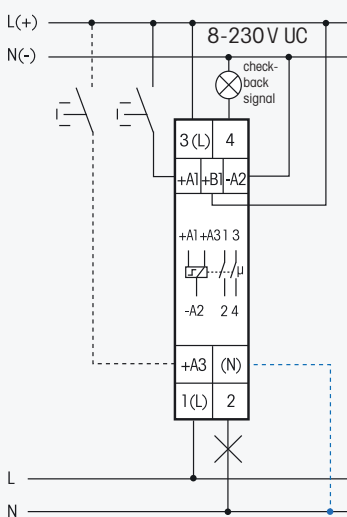 L(+)
8-230 V UC
N(-)
check-
back
signal
3 (L) 4
+A1 +B1 -A2
+A1 +A3 1 3
μ
-A2 2 4
+A3 (N)
1 (L) 2
L
N